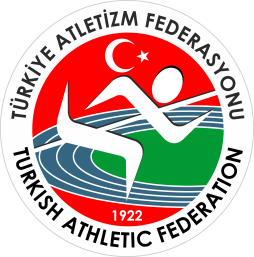 TÜRKİYE ATLETİZM FEDERASYONU
1922
TURKISH ATHLETIC FEDERATION